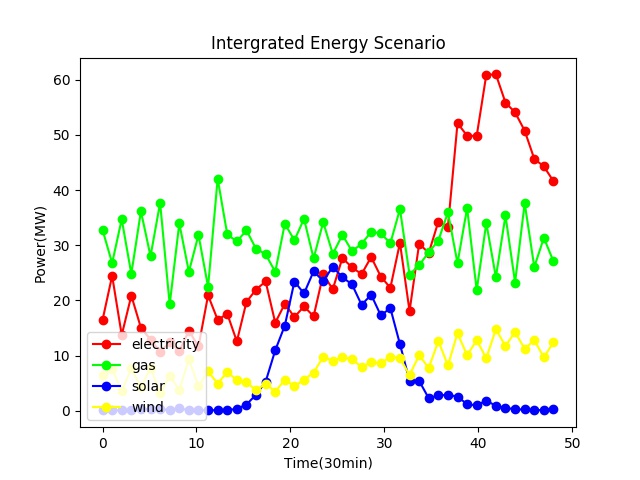 Intergrated Energy Scenario
Power(MW)
60
50
40
30
20
10
0
electricity
gas
solar
wind
0 10 20 30 40 50
Time(30min)